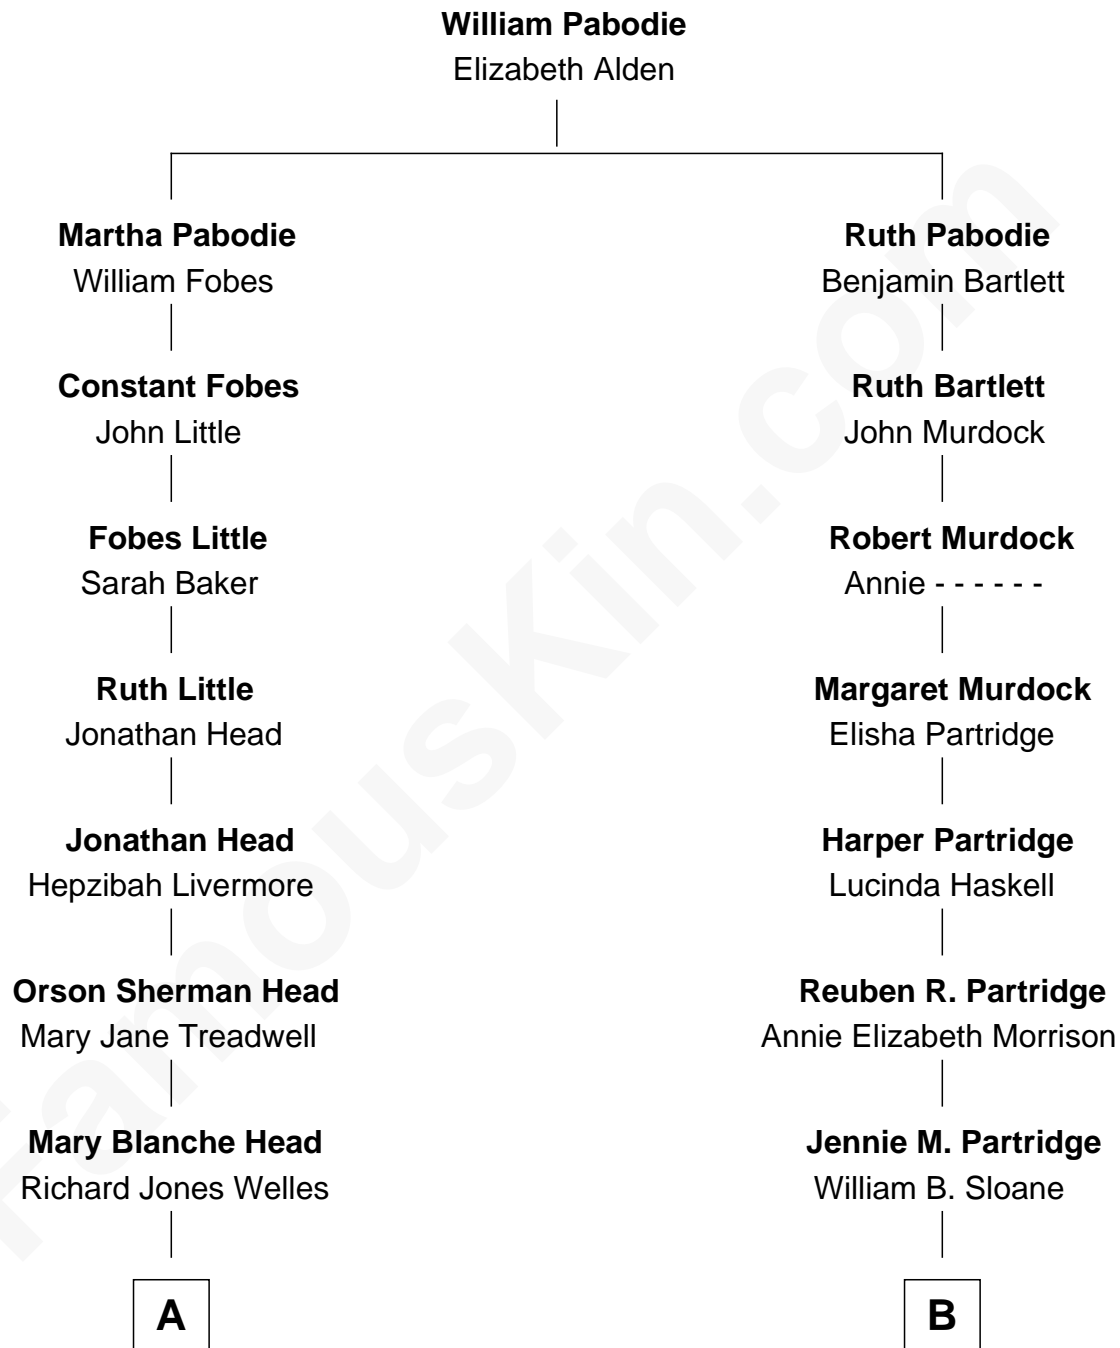 William Pabodie
Elizabeth Alden
Martha Pabodie
William Fobes
Constant Fobes
John Little
Fobes Little
Sarah Baker
Ruth Little
Jonathan Head
Jonathan Head
Hepzibah Livermore
Orson Sherman Head
Mary Jane Treadwell
Mary Blanche Head
Richard Jones Welles
A
Ruth Pabodie
Benjamin Bartlett
Ruth Bartlett
John Murdock
Robert Murdock
Annie - - - - - -
Margaret Murdock
Elisha Partridge
Harper Partridge
Lucinda Haskell
Reuben R. Partridge
Annie Elizabeth Morrison
Jennie M. Partridge
William B. Sloane
B
FamousKin.com